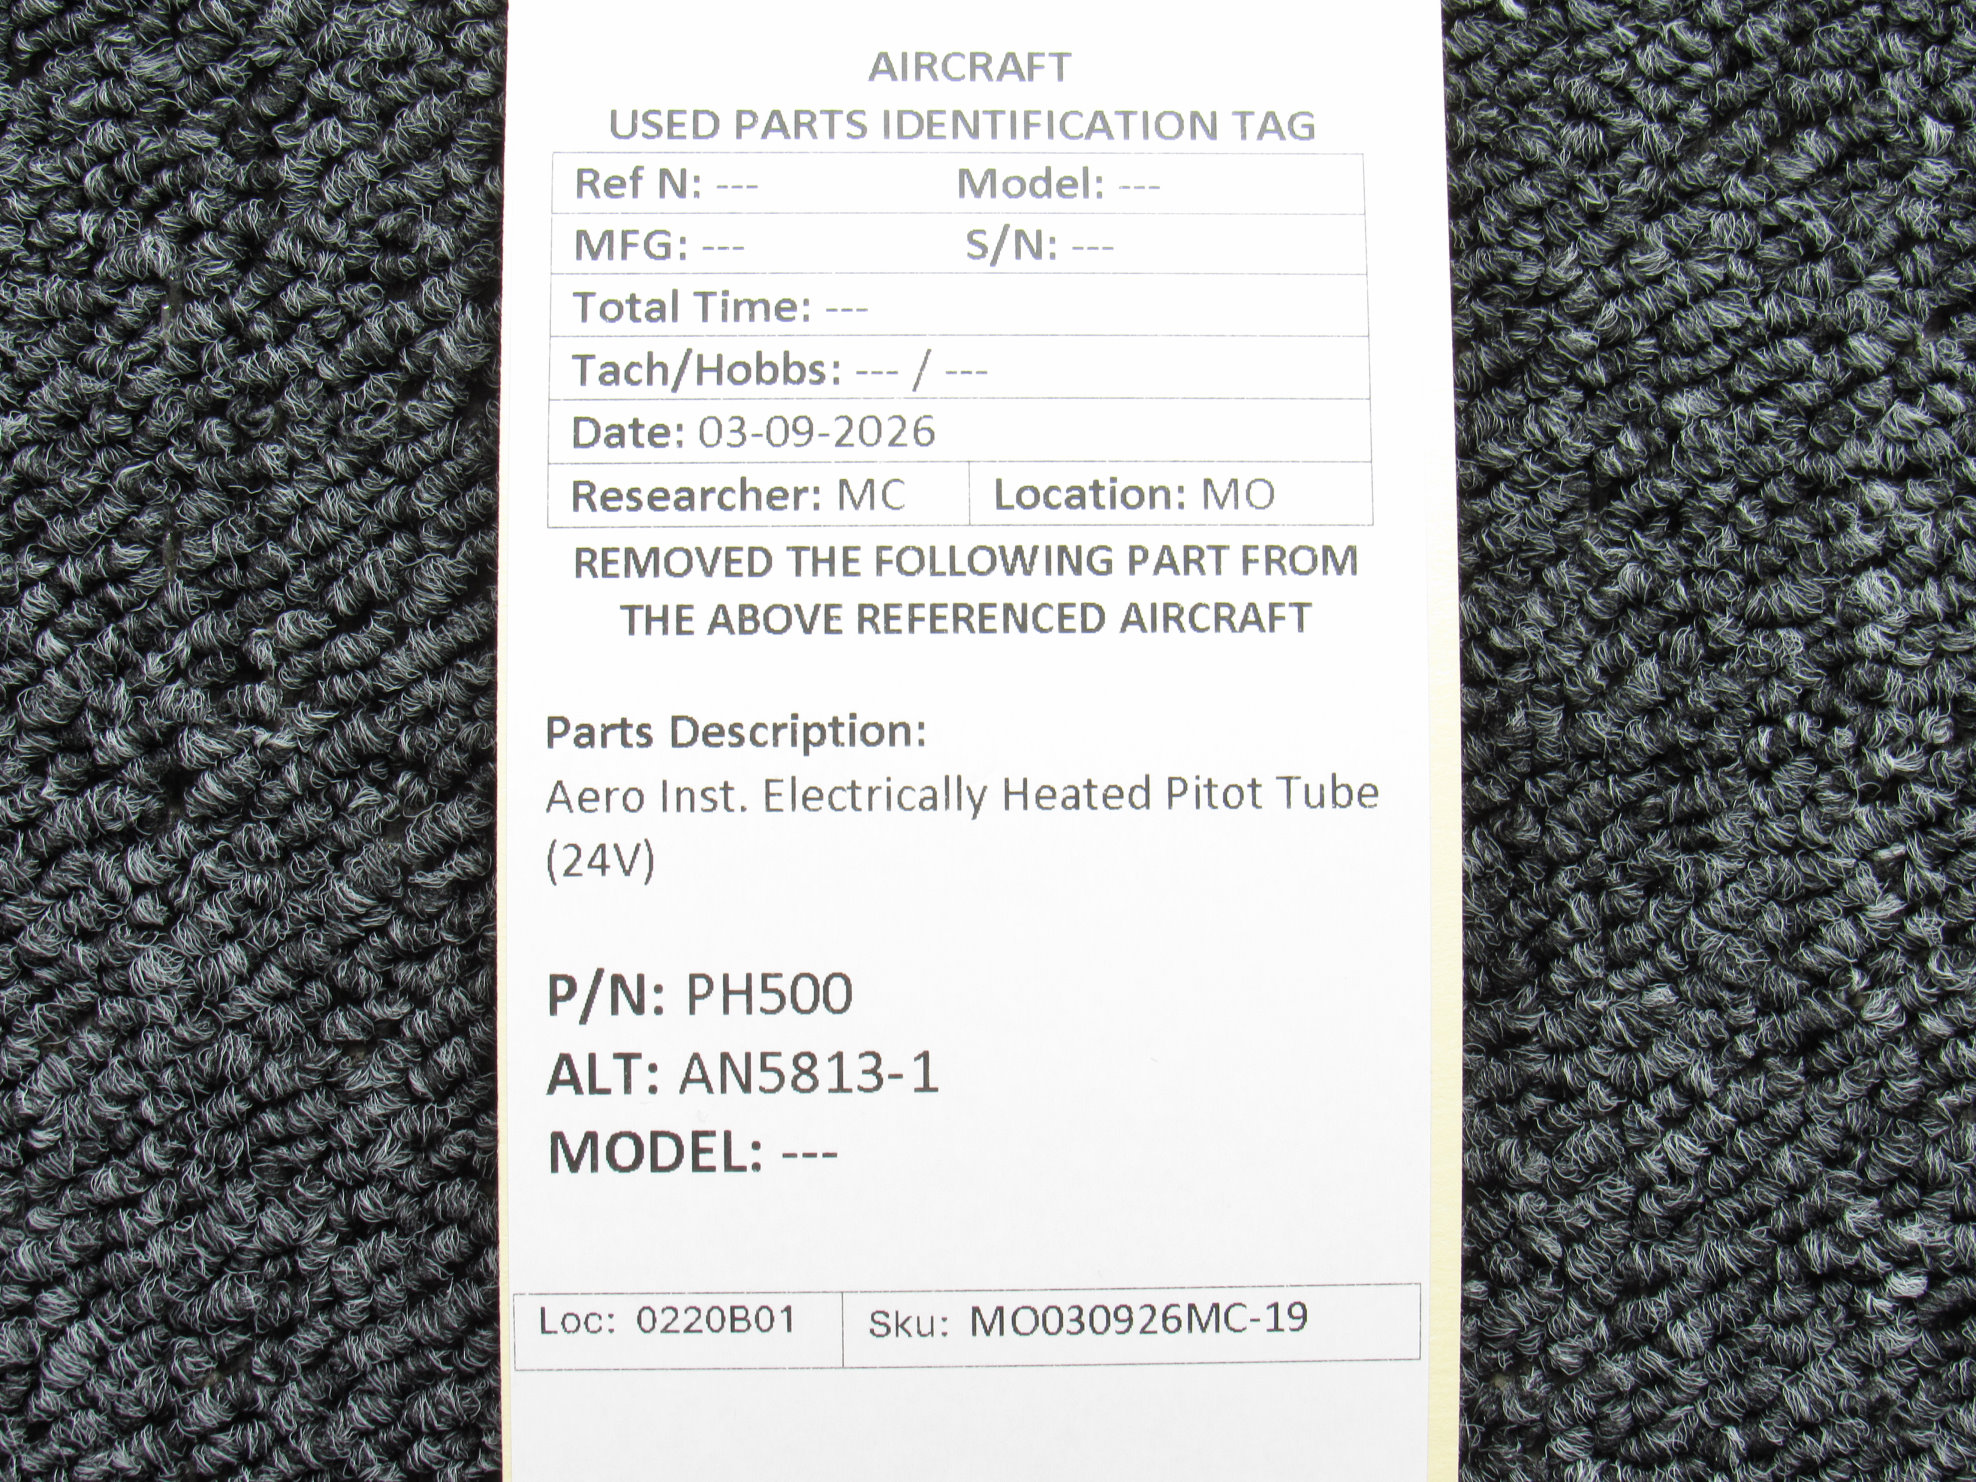 AIRCRAFT
USED PARTS IDENTIFICATION TAG
Ref N: --- Model: ---
MFG: --- S/N: ---
Total Time: ---
Tach/Hobbs: --- / ---
Date: 03-09-2026
Researcher: MC Location: MO
REMOVED THE FOLLOWING PART FROM
THE ABOVE REFERENCED AIRCRAFT
Parts Description:
Aero Inst. Electrically Heated Pitot Tube
(24V)
P/N: PH500
ALT: AN5813-1
MODEL: ---
Loc: 0220B01 Sku: MO030926MC-19